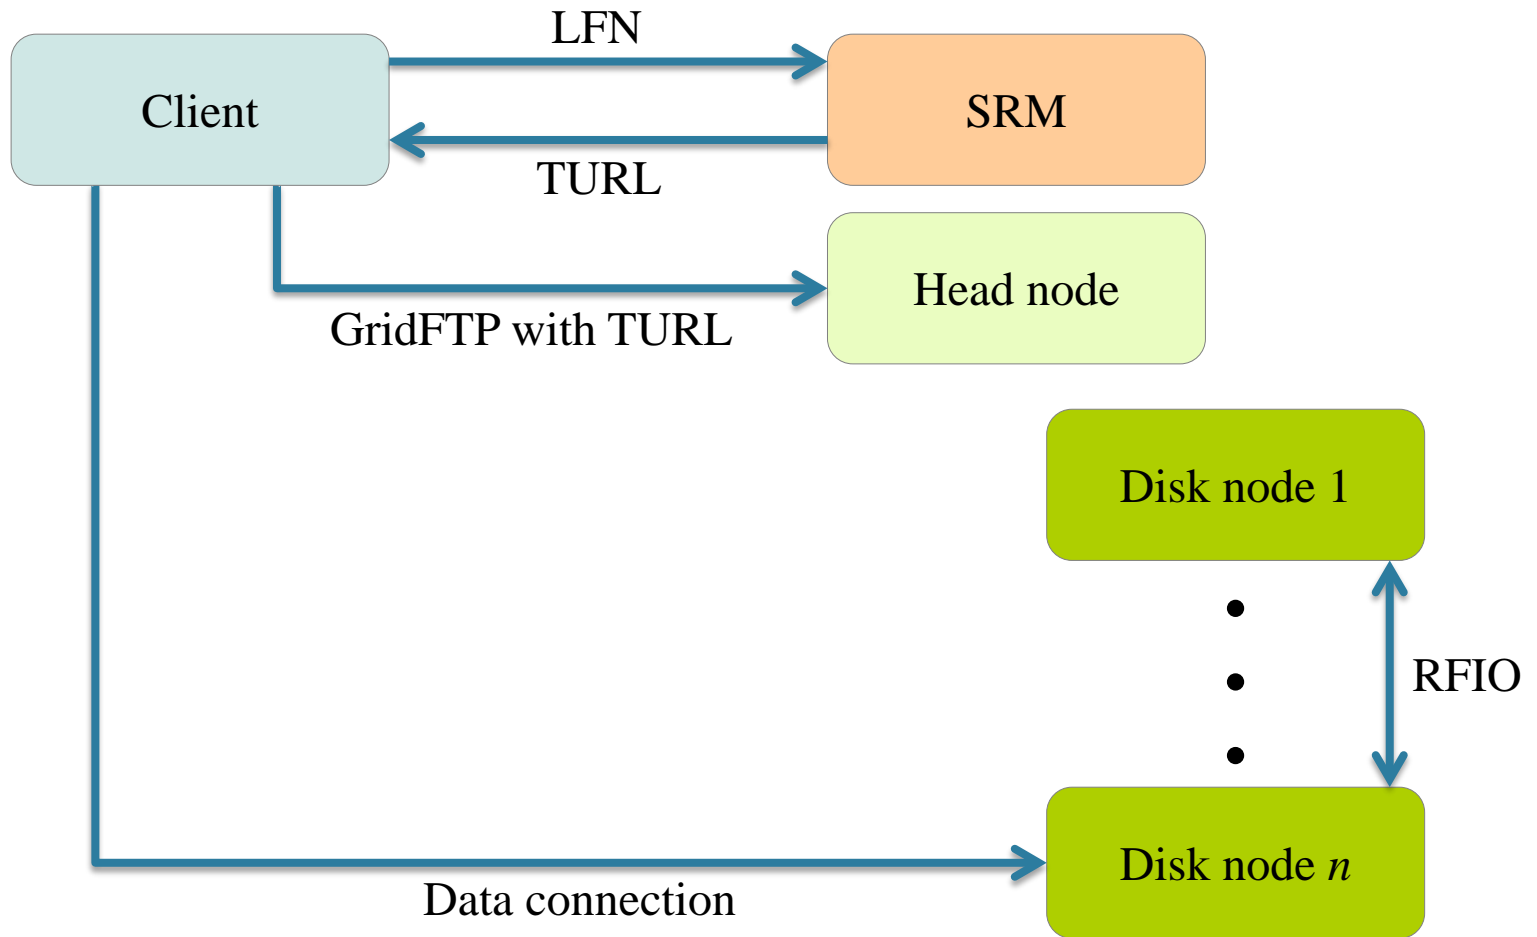 LFN
Client
SRM
TURL
Head node
GridFTP with TURL
Disk node 1
RFIO
Disk node n
Data connection